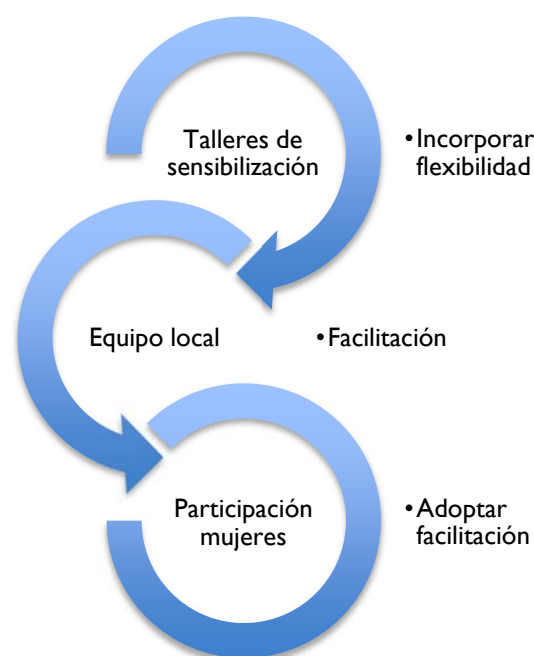 Talleres de
sensibilización
•Incorporar
flexibilidad
Equipo local
•Facilitación
Participación
mujeres
•Adoptar
facilitación